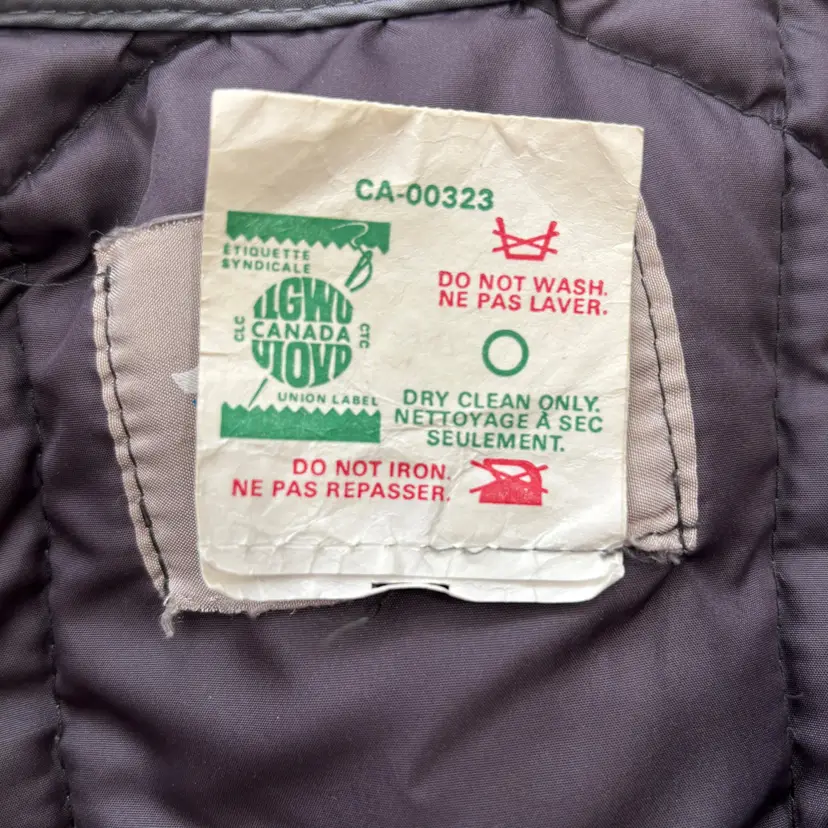 CA-00323
ÉTIQUETTE
SYNDICALE
ILGWU
CLC CANADA CTC
UIOVD
UNION LABEL
DO NOT WASH.
NE PAS LAVER.
DRY CLEAN ONLY.
NETTOYAGE À SEC
SEULEMENT.
DO NOT IRON.
NE PAS REPASSER.